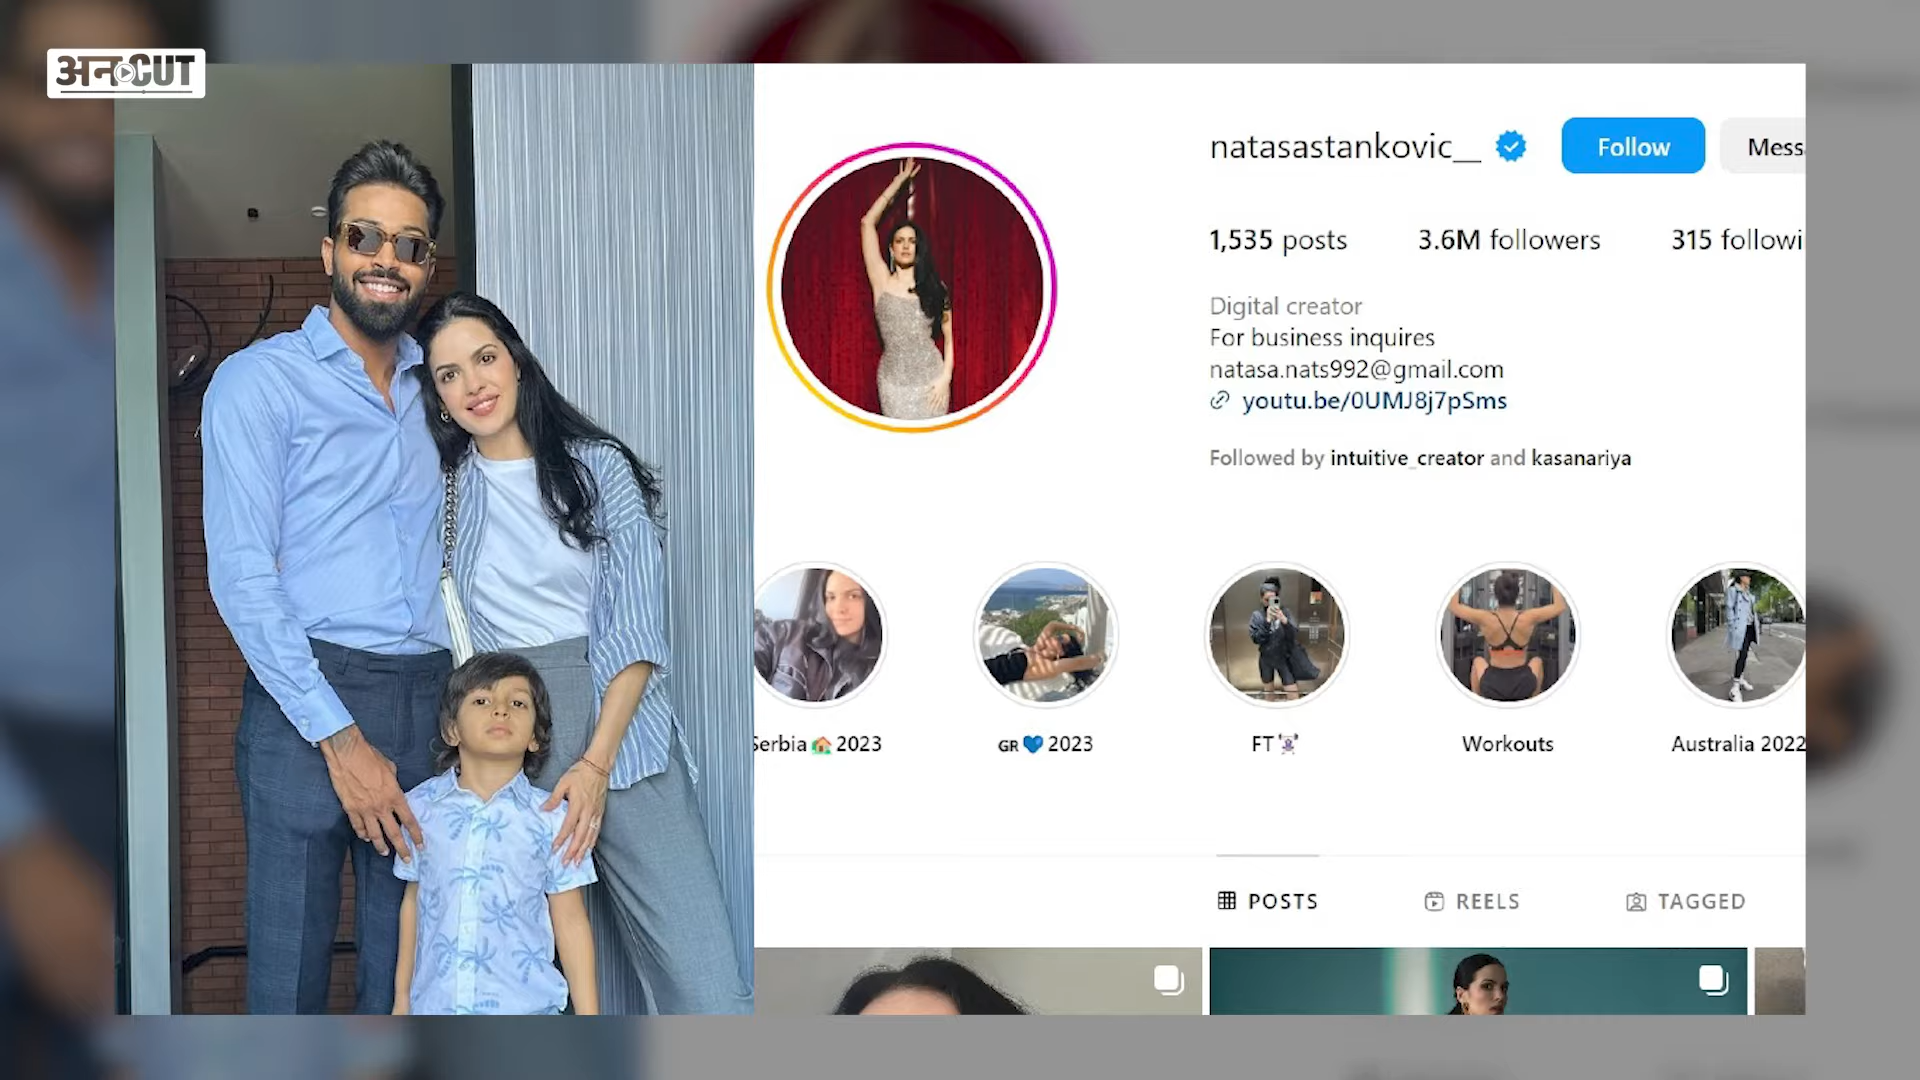 अनCUT
natasastankovic__
Follow
Mess
1,535 posts
3.6M followers
315 followi
Digital creator
For business inquires
natasa.nats992@gmail.com
youtu.be/0UMJ8j7pSms
Followed by intuitive_creator and kasanariya
Serbia 🏠 2023
GR 💙 2023
FT
Workouts
Australia 2022
POSTS
REELS
TAGGED